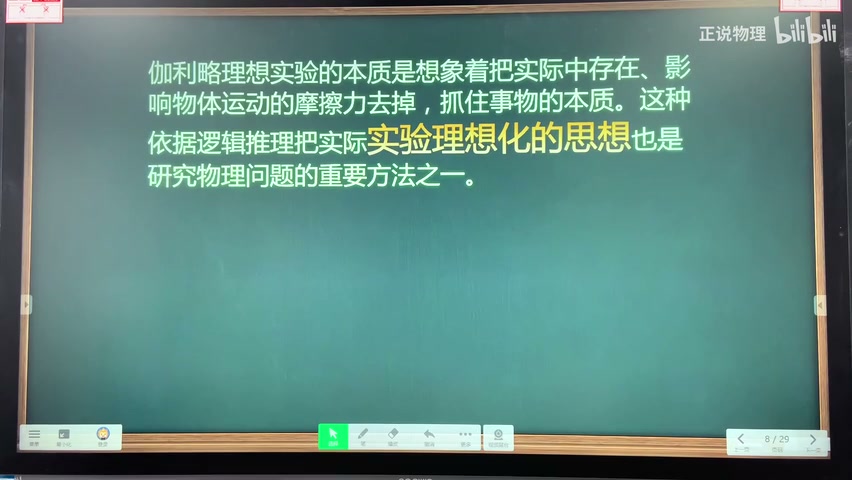 正说物理 bilibili
伽利略理想实验的本质是想象着把实际中存在、影
响物体运动的摩擦力去掉，抓住事物的本质。这种
依据逻辑推理把实际实验理想化的思想也是
研究物理问题的重要方法之一。
8 / 29